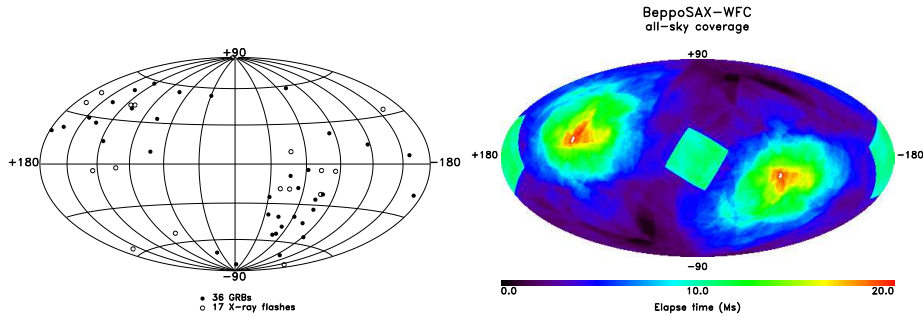 +90
+180
-180
-90
36 GRBs
17 X-ray flashes
BeppoSAX-WFC
all-sky coverage
+90
+180
-180
-90
0.0 10.0 20.0
Elapse time (Ms)